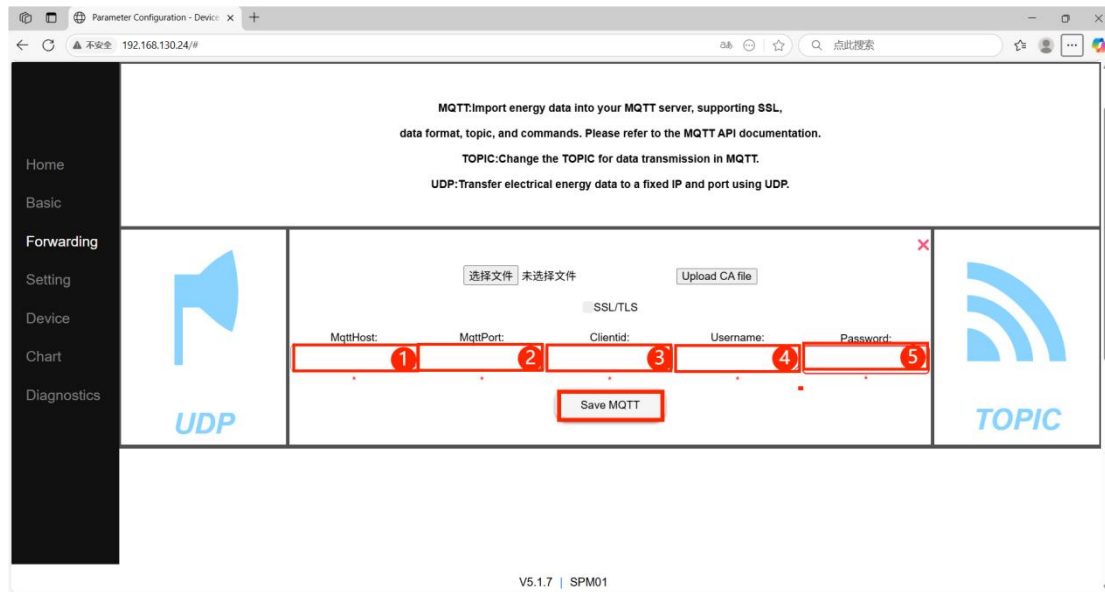 Parameter Configuration - Device
不安全 192.168.130.24/#
点此搜索
MQTT:Import energy data into your MQTT server, supporting SSL,
data format, topic, and commands. Please refer to the MQTT API documentation.
TOPIC:Change the TOPIC for data transmission in MQTT.
UDP:Transfer electrical energy data to a fixed IP and port using UDP.
Home
Basic
Forwarding
Setting
Device
Chart
Diagnostics
UDP
选择文件 未选择文件 Upload CA file
SSL/TLS
MqttHost: MqttPort: Clientid: Username: Password:
1 2 3 4 5
* * * * *
Save MQTT
TOPIC
V5.1.7 | SPM01